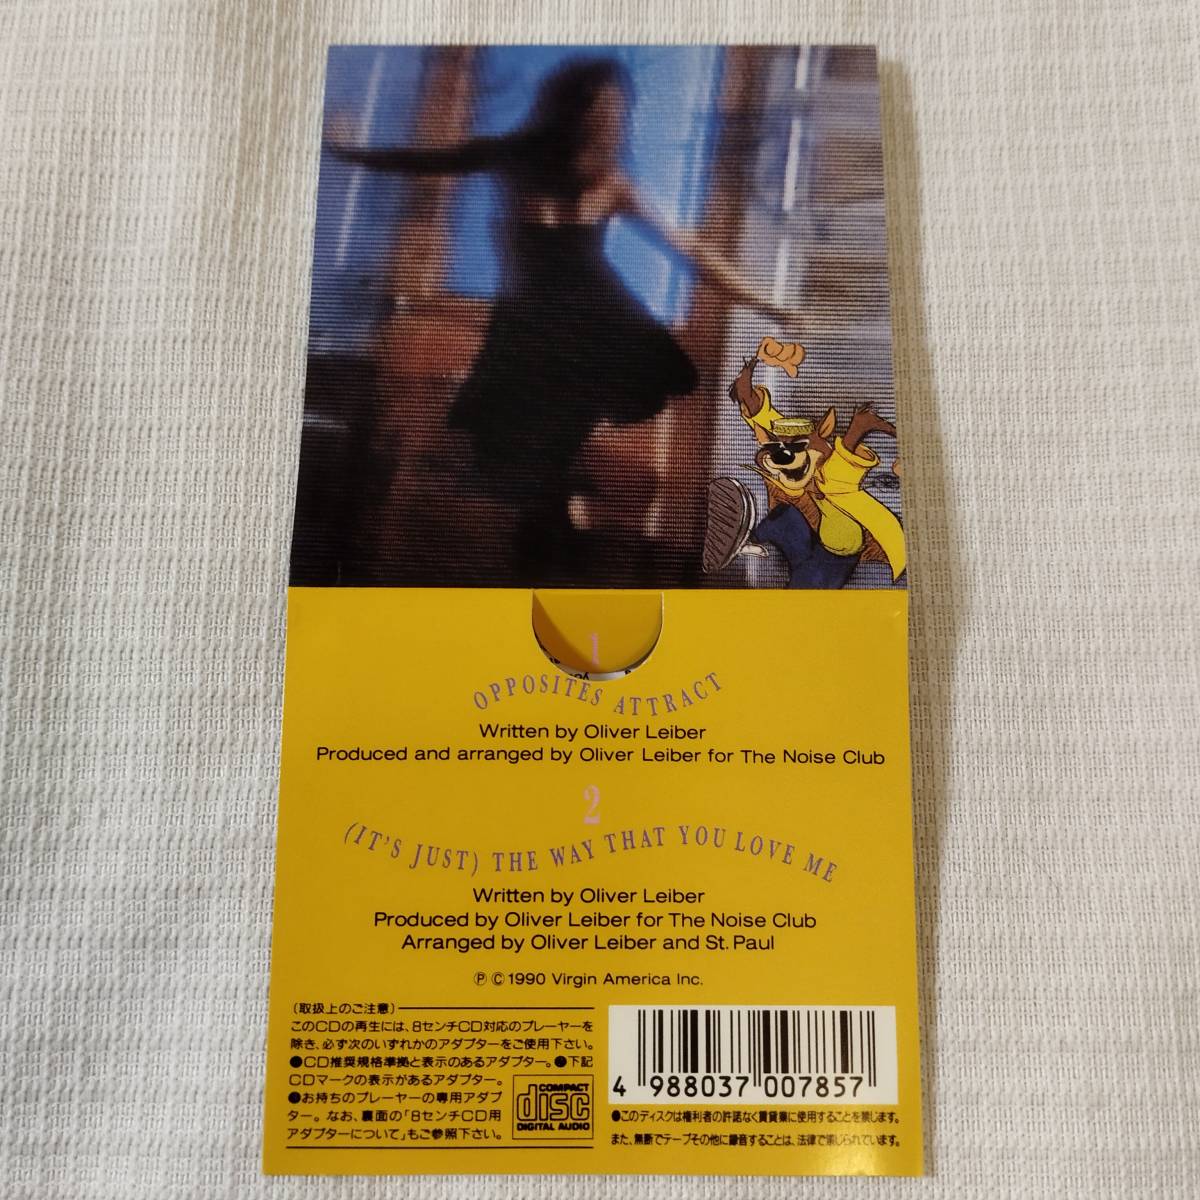 1
OPPOSITES ATTRACT
Written by Oliver Leiber
Produced and arranged by Oliver Leiber for The Noise Club
2
(IT'S JUST) THE WAY THAT YOU LOVE ME
Written by Oliver Leiber
Produced by Oliver Leiber for The Noise Club
Arranged by Oliver Leiber and St. Paul
Ⓟ © 1990 Virgin America Inc.
〔取扱上のご注意〕
このCDの再生には、8センチCD対応のプレーヤーを
除き、必ず次のいずれかのアダプターをご使用下さい。
●CD推奨規格準拠と表示のあるアダプター。●下記
CDマークの表示があるアダプター。
●お持ちのプレーヤーの専用アダプ
ター。なお、裏面の「8センチCD用
アダプターについて」もご参照下さい。
COMPACT
disc
DIGITAL AUDIO
4 988037 007857
●このディスクは権利者の許諾なく賃貸業に使用することを禁じます。
また、無断でテープその他に録音することは、法律で禁じられています。